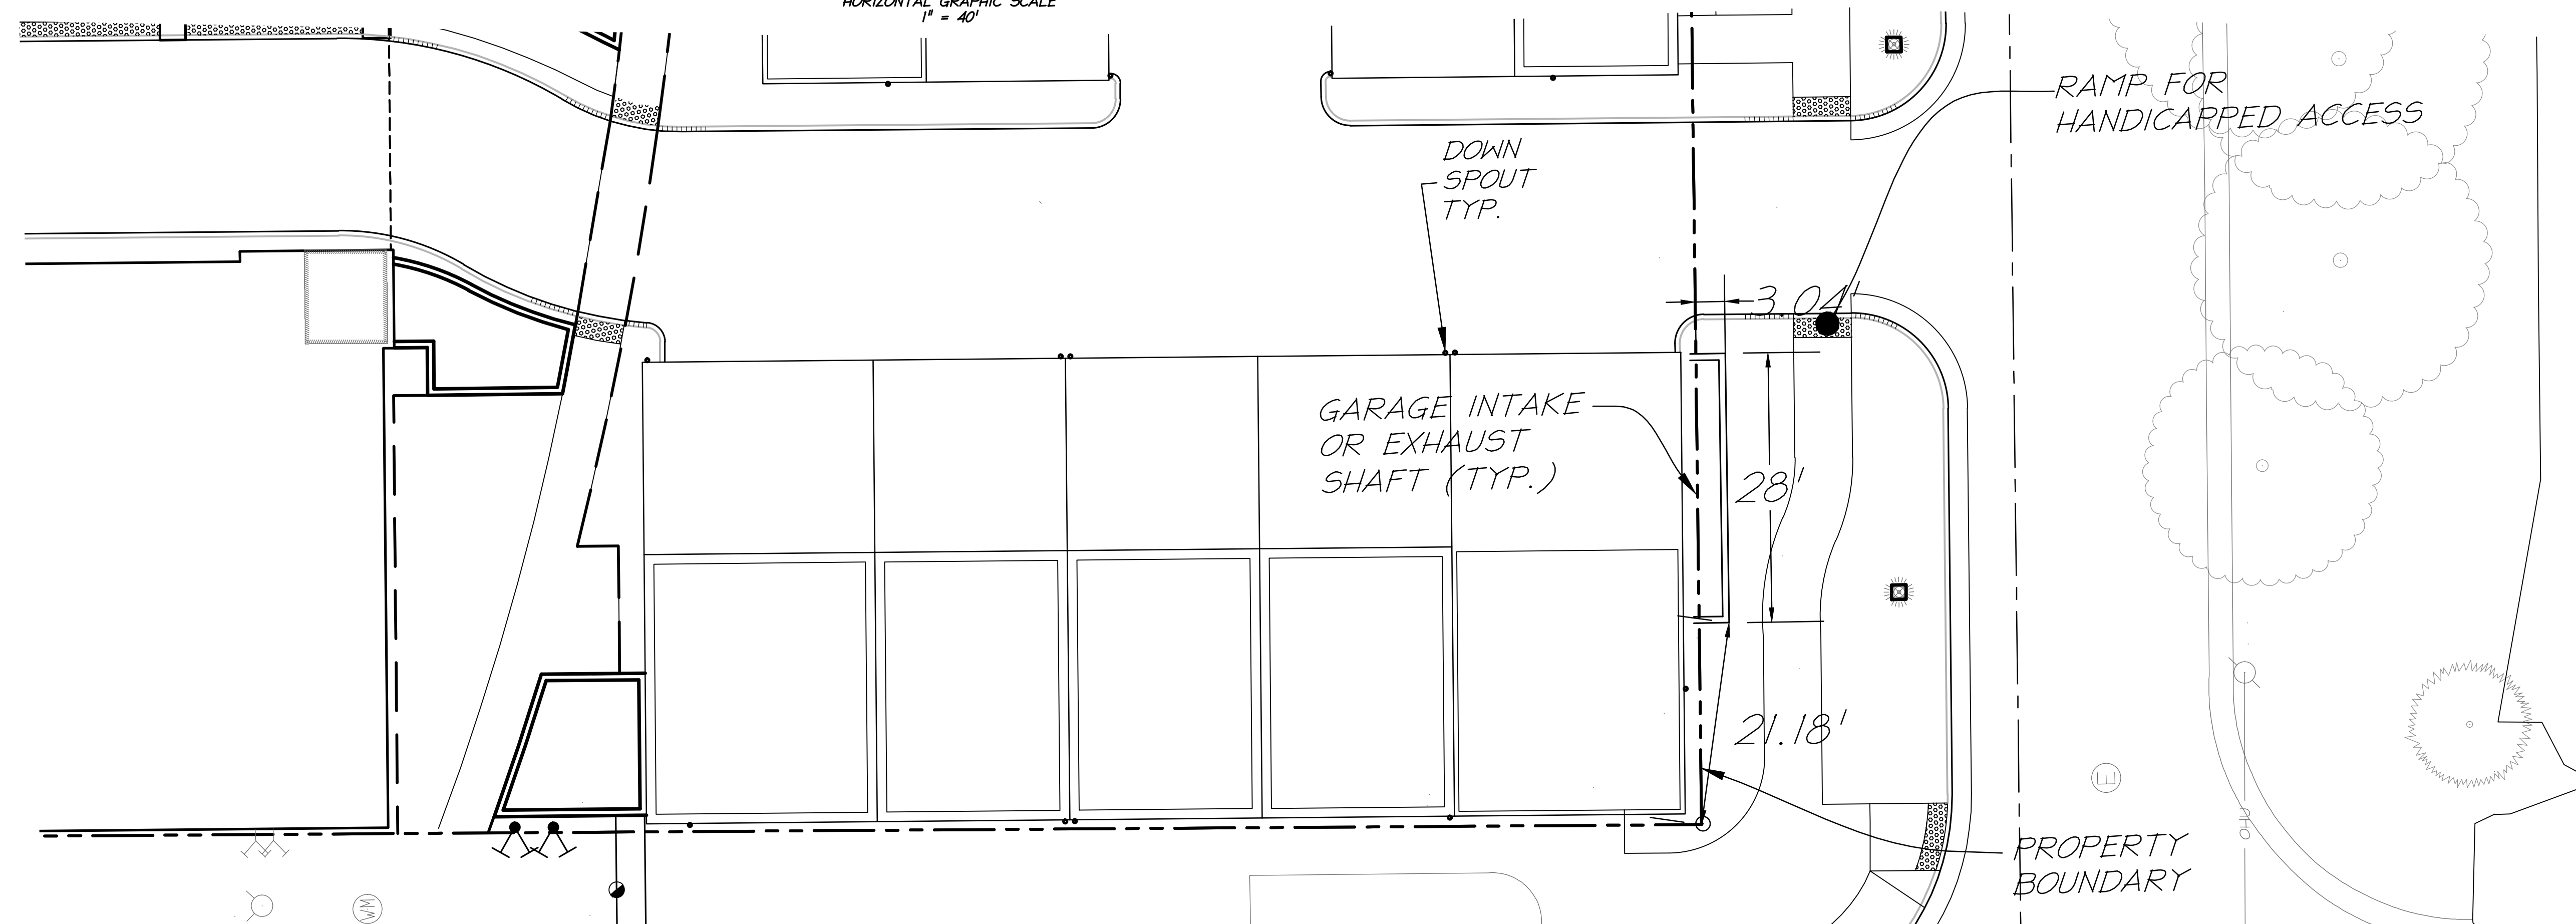 HORIZONTAL GRAPHIC SCALE
1" = 40'
RAMP FOR
HANDICAPPED ACCESS
DOWN
SPOUT
TYP.
3.04'
GARAGE INTAKE
OR EXHAUST
SHAFT (TYP.)
28'
21.18'
E
OHU
PROPERTY
BOUNDARY
WM